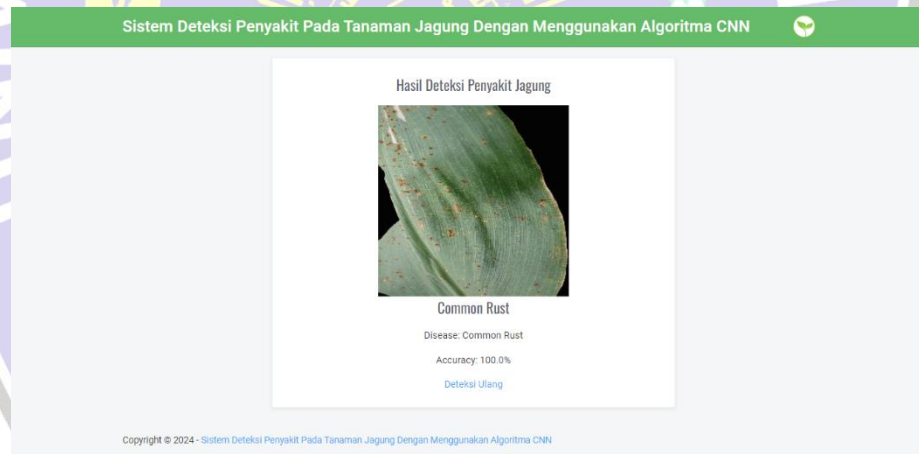 Sistem Deteksi Penyakit Pada Tanaman Jagung Dengan Menggunakan Algoritma CNN
Hasil Deteksi Penyakit Jagung
Common Rust
Disease: Common Rust
Accuracy: 100.0%
Deteksi Ulang
Copyright © 2024 - Sistem Deteksi Penyakit Pada Tanaman Jagung Dengan Menggunakan Algoritma CNN